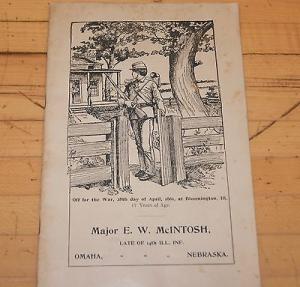 Off for the War, 28th day of April, 1861, at Bloomington, Ill.
17 Years of Age.
Major E. W. McINTOSH,
LATE OF 14th ILL. INF.
OMAHA, " " " NEBRASKA.